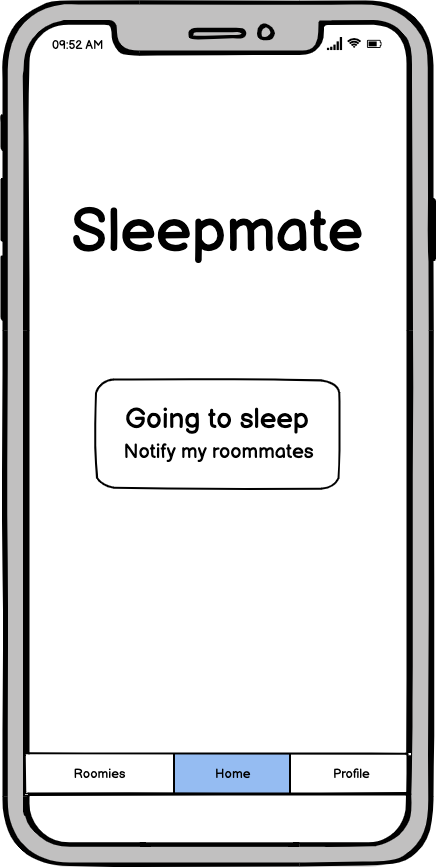 09:52 AM
Sleepmate
Going to sleep
Notify my roommates
Roomies
Home
Profile